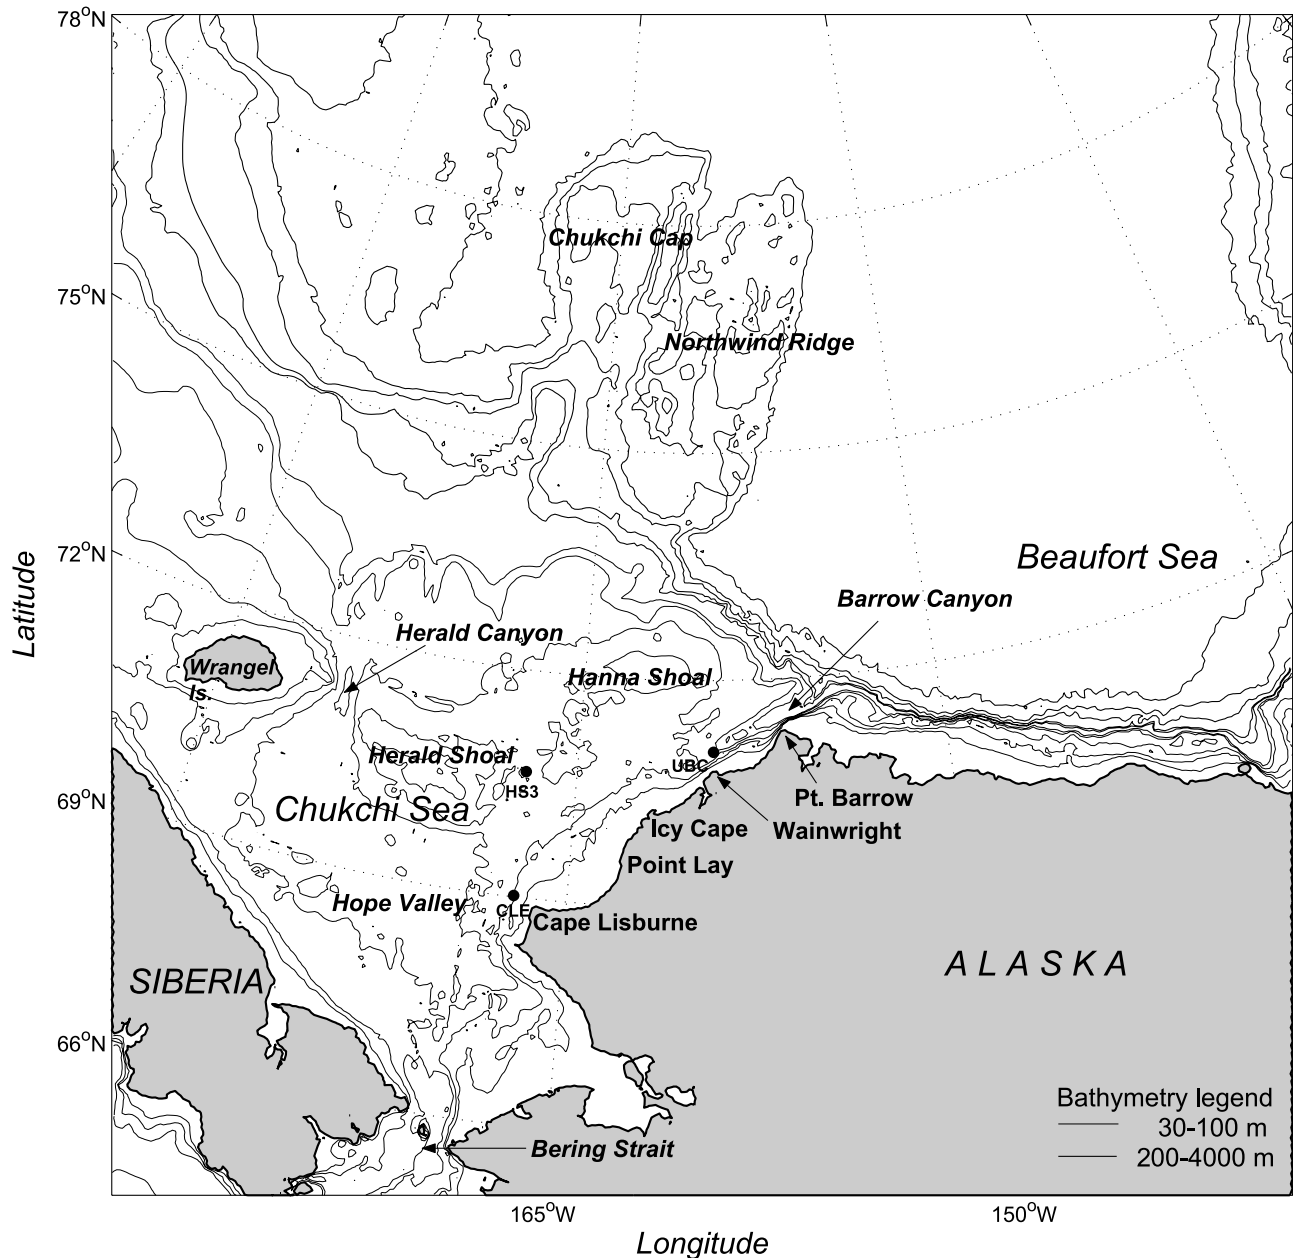 78°N
Chukchi Cap
75°N
Northwind Ridge
72°N
Beaufort Sea
Barrow Canyon
Latitude
Herald Canyon
Wrangel
Is.
Hanna Shoal
Herald Shoal
UBC
HS3
69°N
Chukchi Sea
Pt. Barrow
Icy Cape
Wainwright
Point Lay
Hope Valley
CLE
Cape Lisburne
SIBERIA
ALASKA
66°N
Bathymetry legend
30-100 m
200-4000 m
Bering Strait
165°W
150°W
Longitude